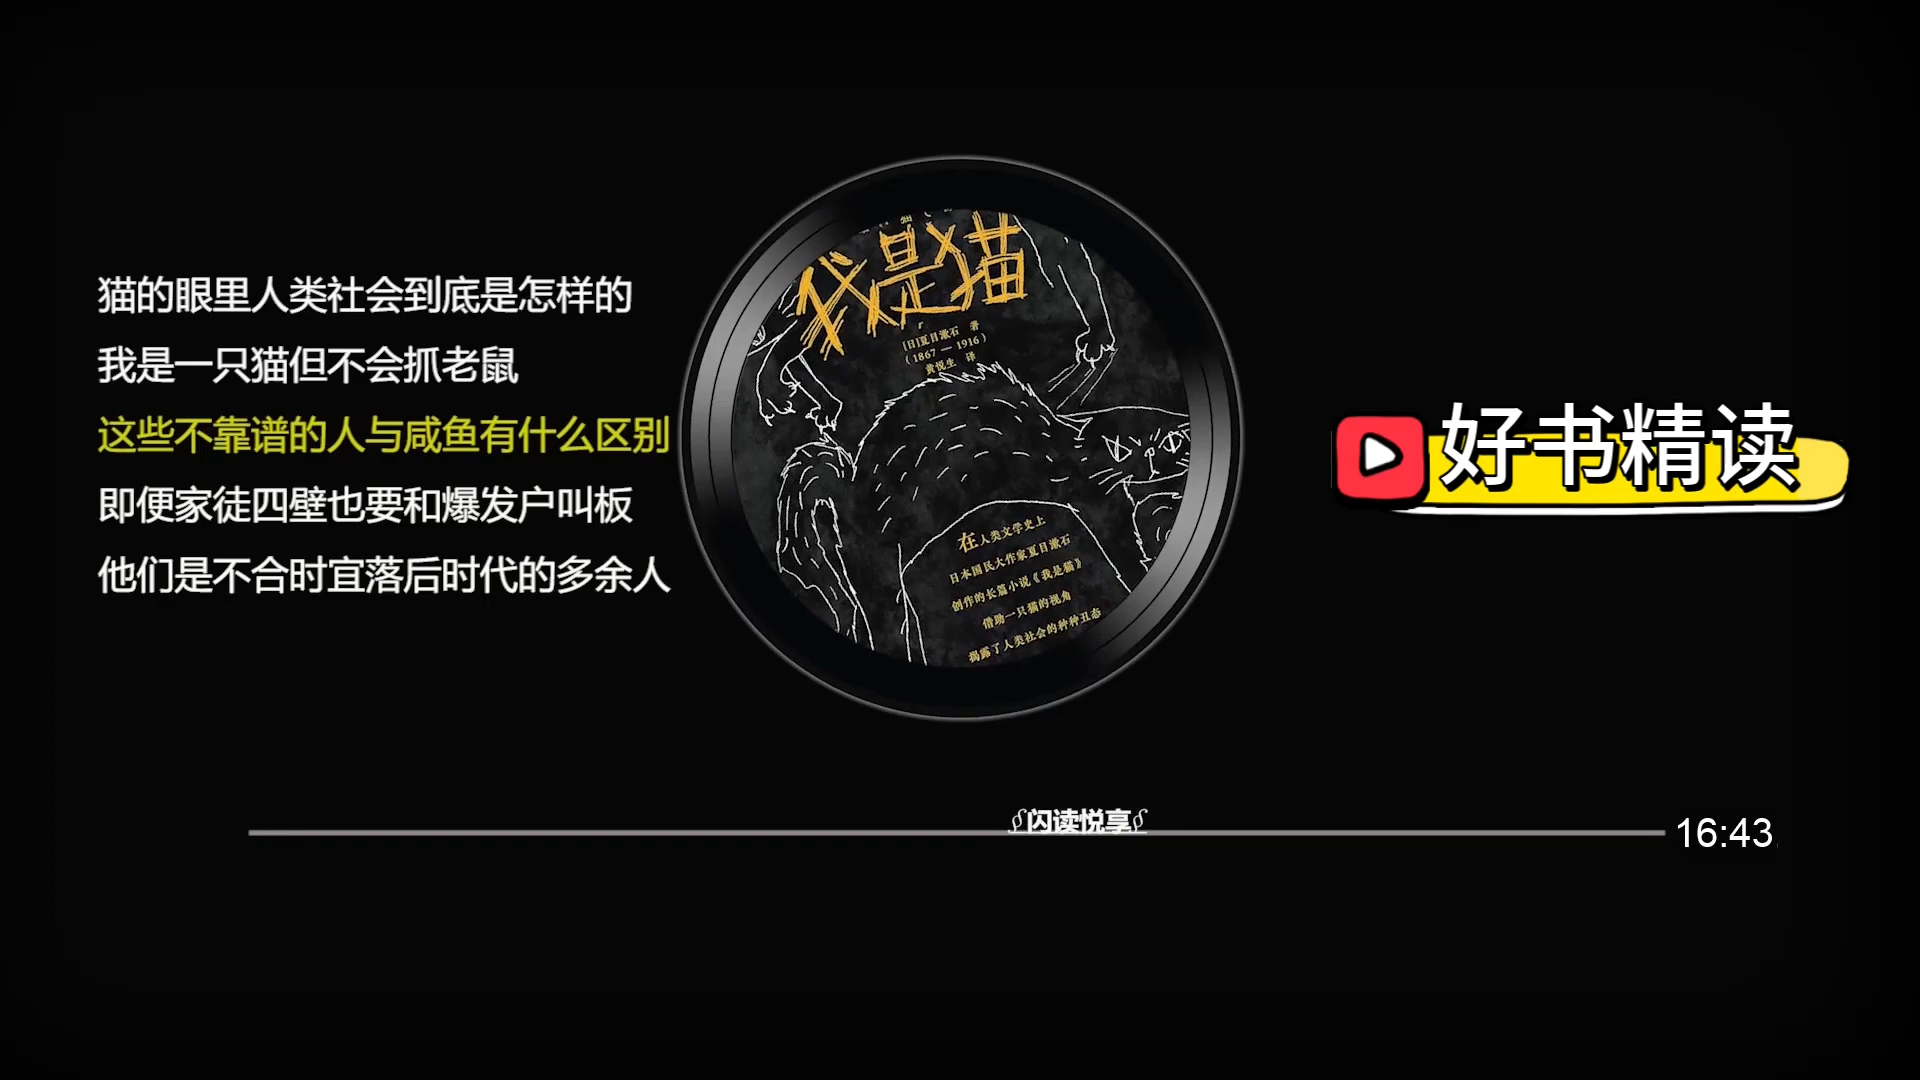 猫的眼里人类社会到底是怎样的
我是一只猫但不会抓老鼠
这些不靠谱的人与咸鱼有什么区别
即便家徒四壁也要和爆发户叫板
他们是不合时宜落后时代的多余人
我是猫
[日]夏目漱石 著
(1867—1916)
黄悦生 译
在人类文学史上
日本国民大作家夏目漱石
创作的长篇小说《我是猫》
借助一只猫的视角
揭露了人类社会的种种丑态
好书精读
闪读悦享
16:43